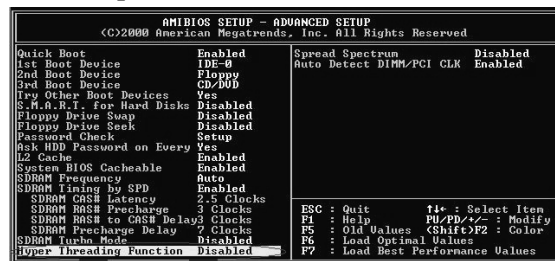 AMIBIOS SETUP - ADVANCED SETUP
(C)2000 American Megatrends, Inc. All Rights Reserved
Quick Boot Enabled
1st Boot Device IDE-0
2nd Boot Device Floppy
3rd Boot Device CD/DVD
Try Other Boot Devices Yes
S.M.A.R.T. for Hard Disks Disabled
Floppy Drive Swap Disabled
Floppy Drive Seek Disabled
Password Check Setup
Ask HDD Password on Every Yes
L2 Cache Enabled
System BIOS Cacheable Enabled
SDRAM Frequency Auto
SDRAM Timing by SPD Enabled
SDRAM CAS# Latency 2.5 Clocks
SDRAM RAS# Precharge 3 Clocks
SDRAM RAS# to CAS# Delay3 Clocks
SDRAM Precharge Delay 7 Clocks
SDRAM Turbo Mode Disabled
Hyper Threading Function Disabled
Spread Spectrum Disabled
Auto Detect DIMM/PCI CLK Enabled
ESC : Quit ↑↓← : Select Item
F1 : Help PU/PD/+/- : Modify
F5 : Old Values (Shift)F2 : Color
F6 : Load Optimal Values
F7 : Load Best Performance Values